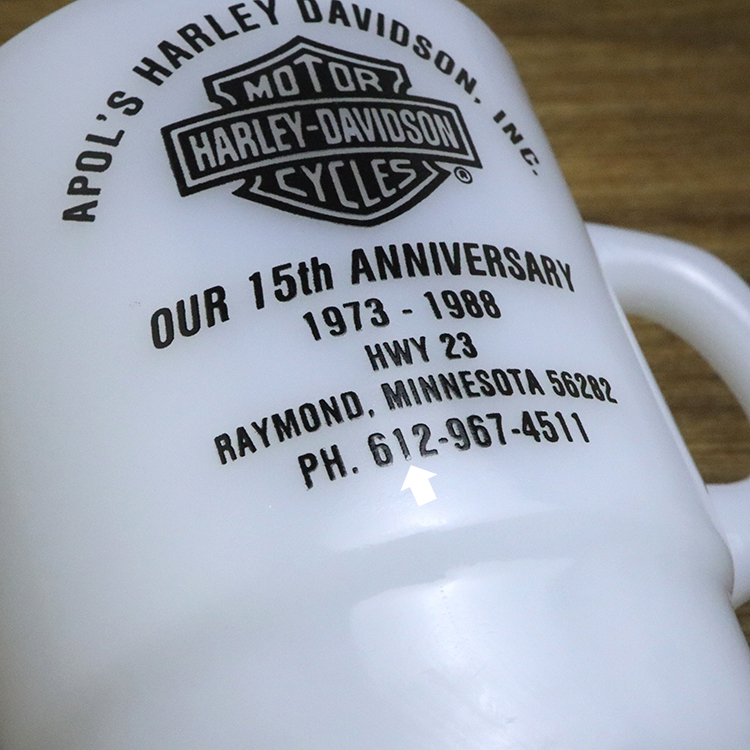 APOL'S HARLEY DAVIDSON, INC.
MOTOR
HARLEY-DAVIDSON
CYCLES
®
OUR 15th ANNIVERSARY
1973 - 1988
HWY 23
RAYMOND, MINNESOTA 56282
PH. 612-967-4511